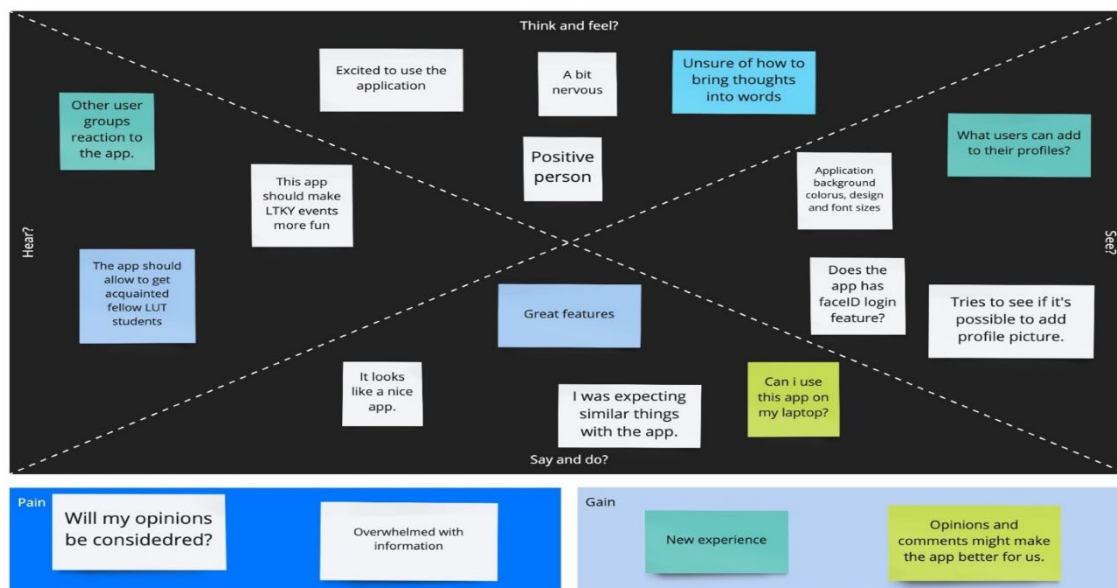 Think and feel?
Excited to use the
application
A bit
nervous
Unsure of how to
bring thoughts
into words
Positive
person
Hear?
Other user
groups
reaction to
the app.
This app
should make
LTKY events
more fun
The app should
allow to get
acquainted
fellow LUT
students
See?
What users can add
to their profiles?
Application
background
colorus, design
and font sizes
Does the
app has
faceID login
feature?
Tries to see if it's
possible to add
profile picture.
Great features
It looks
like a nice
app.
I was expecting
similar things
with the app.
Can i use
this app on
my laptop?
Say and do?
Pain
Will my opinions
be considedred?
Overwhelmed with
information
Gain
New experience
Opinions and
comments might make
the app better for us.